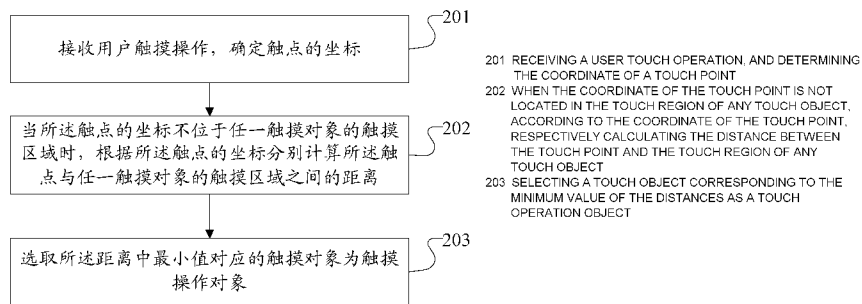 201
接收用户触摸操作，确定触点的坐标
202
当所述触点的坐标不位于任一触摸对象的触摸
区域时，根据所述触点的坐标分别计算所述触
点与任一触摸对象的触摸区域之间的距离
203
选取所述距离中最小值对应的触摸对象为触摸
操作对象
201 RECEIVING A USER TOUCH OPERATION, AND DETERMINING
THE COORDINATE OF A TOUCH POINT
202 WHEN THE COORDINATE OF THE TOUCH POINT IS NOT
LOCATED IN THE TOUCH REGION OF ANY TOUCH OBJECT,
ACCORDING TO THE COORDINATE OF THE TOUCH POINT,
RESPECTIVELY CALCULATING THE DISTANCE BETWEEN
THE TOUCH POINT AND THE TOUCH REGION OF ANY
TOUCH OBJECT
203 SELECTING A TOUCH OBJECT CORRESPONDING TO THE
MINIMUM VALUE OF THE DISTANCES AS A TOUCH
OPERATION OBJECT